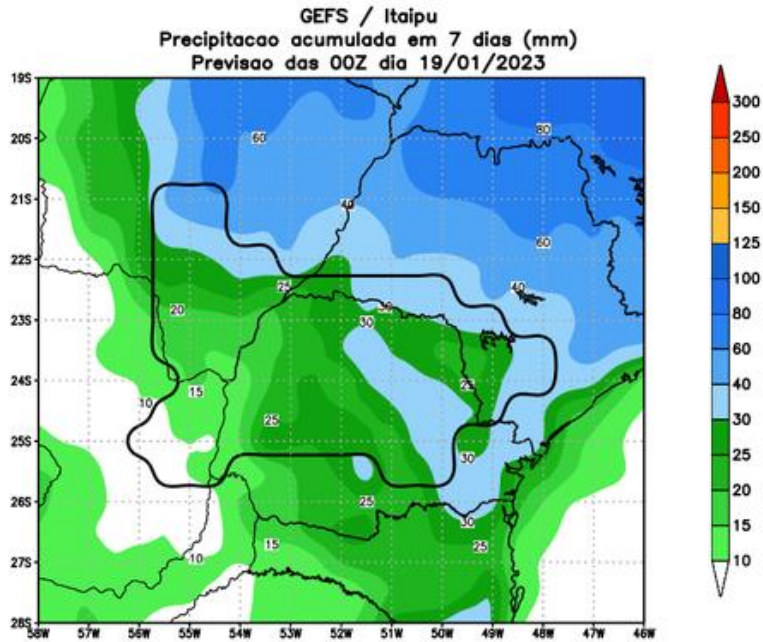 GEFS / Itaipu
Precipitacao acumulada em 7 dias (mm)
Previsao das 00Z dia 19/01/2023
19S
20S
21S
22S
23S
24S
25S
26S
27S
28S
58W 57W 56W 55W 54W 53W 52W 51W 50W 49W 48W 47W 46W
60
80
40
60
25
40
20
30
30
15
25
10
25
30
25
30
15
25
10
300
250
200
150
125
100
80
60
40
30
25
20
15
10